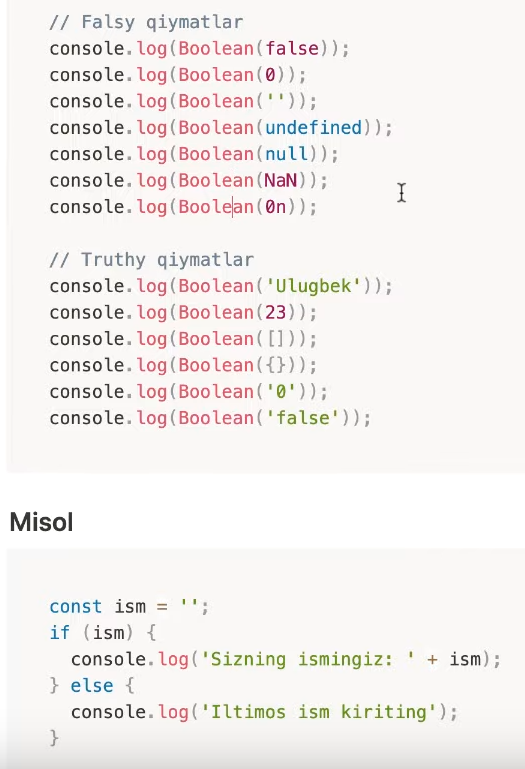 // Falsy qiymatlar
console.log(Boolean(false));
console.log(Boolean(0));
console.log(Boolean(''));
console.log(Boolean(undefined));
console.log(Boolean(null));
console.log(Boolean(NaN));
console.log(Boolean(0n));
// Truthy qiymatlar
console.log(Boolean('Ulugbek'));
console.log(Boolean(23));
console.log(Boolean([]));
console.log(Boolean({}));
console.log(Boolean('0'));
console.log(Boolean('false'));
Misol
const ism = '';
if (ism) {
  console.log('Sizning ismingiz: ' + ism);
} else {
  console.log('Iltimos ism kiriting');
}